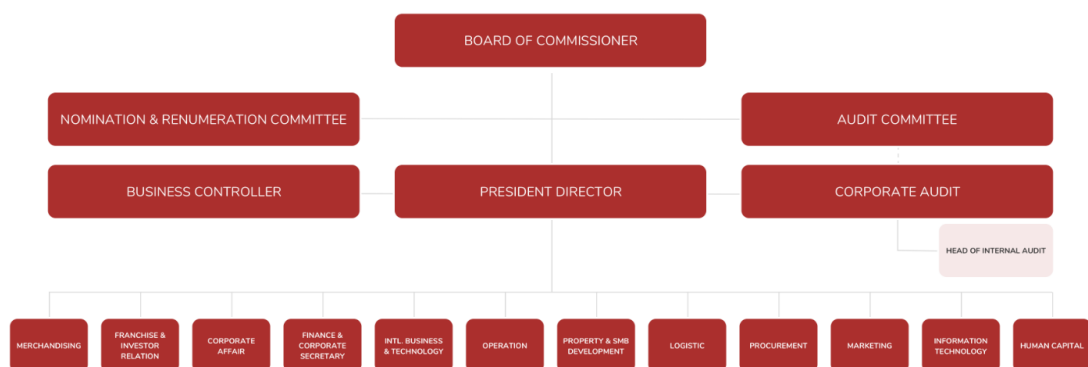 BOARD OF COMMISSIONER
NOMINATION & RENUMERATION COMMITTEE
AUDIT COMMITTEE
BUSINESS CONTROLLER
PRESIDENT DIRECTOR
CORPORATE AUDIT
HEAD OF INTERNAL AUDIT
MERCHANDISING
FRANCHISE &
INVESTOR
RELATION
CORPORATE
AFFAIR
FINANCE &
CORPORATE
SECRETARY
INTL. BUSINESS
& TECHNOLOGY
OPERATION
PROPERTY & SMB
DEVELOPMENT
LOGISTIC
PROCUREMENT
MARKETING
INFORMATION
TECHNOLOGY
HUMAN CAPITAL